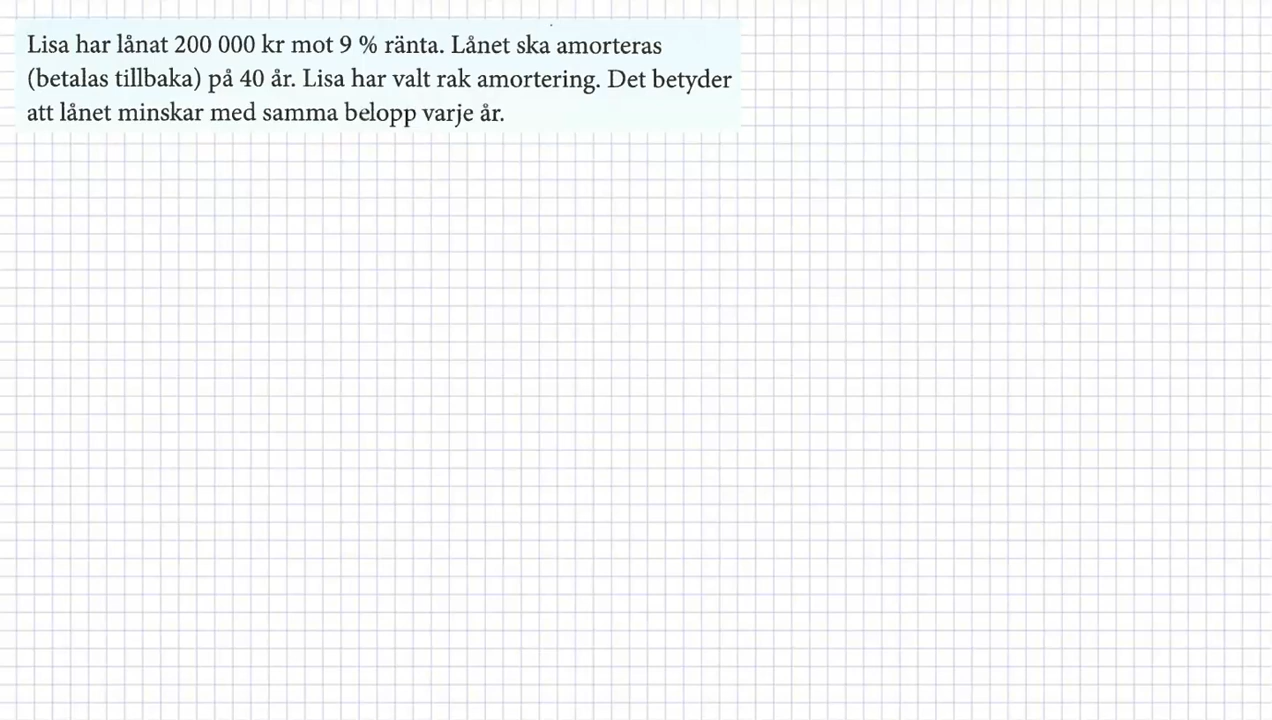 Lisa har lånat 200 000 kr mot 9 % ränta. Lånet ska amorteras
(betalas tillbaka) på 40 år. Lisa har valt rak amortering. Det betyder
att lånet minskar med samma belopp varje år.